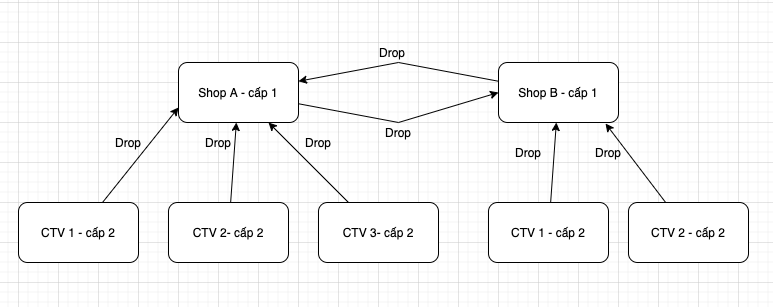 Drop
Shop A - cấp 1
Shop B - cấp 1
Drop
Drop
Drop
Drop
Drop
Drop
CTV 1 - cấp 2
CTV 2- cấp 2
CTV 3- cấp 2
CTV 1 - cấp 2
CTV 2 - cấp 2